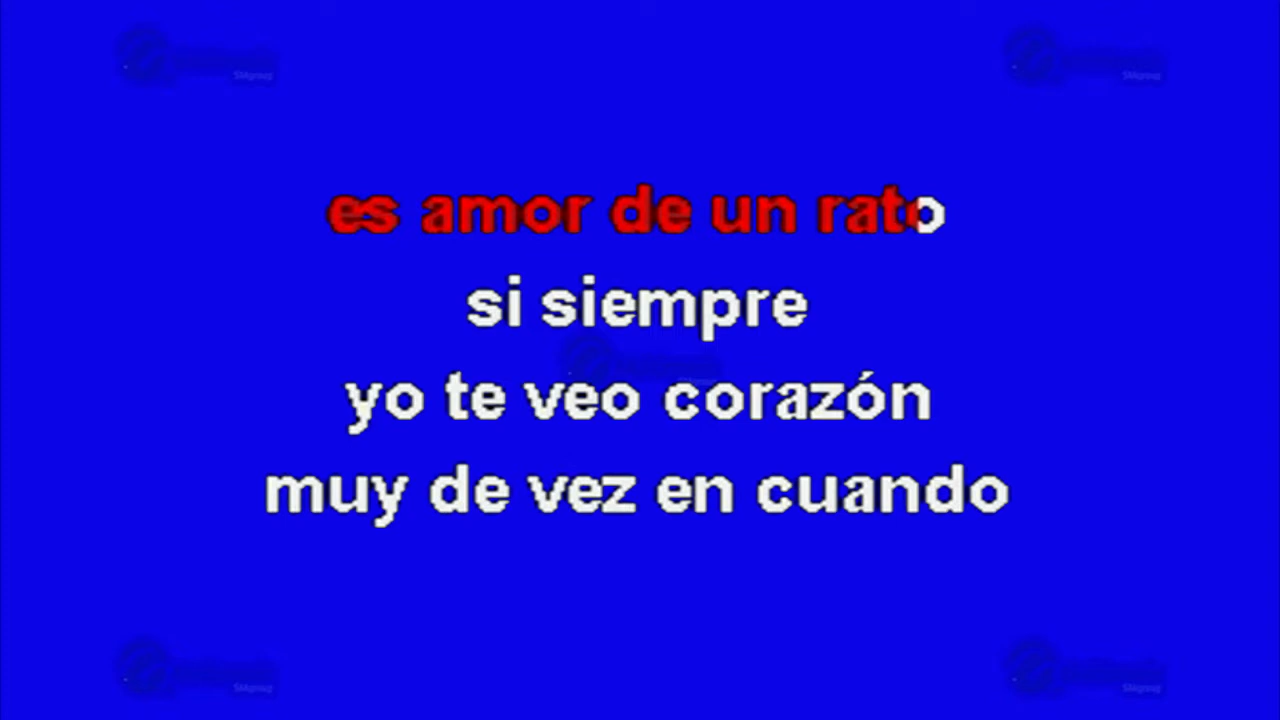 es amor de un rato
si siempre
yo te veo corazón
muy de vez en cuando